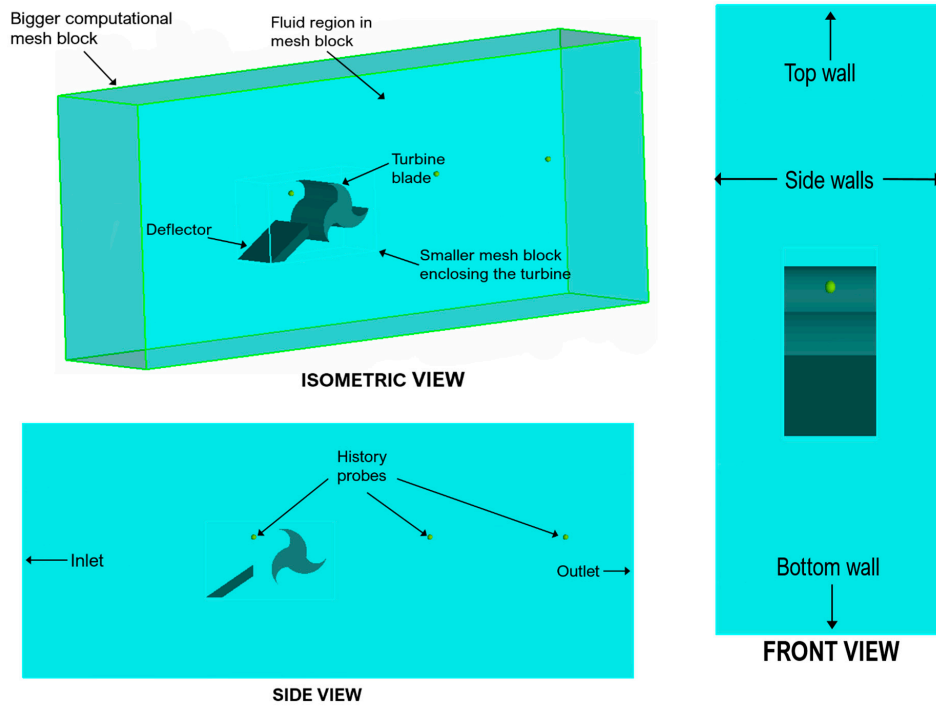 Bigger computational
mesh block
Fluid region in
mesh block
Turbine
blade
Deflector
Smaller mesh block
enclosing the turbine
ISOMETRIC VIEW
History
probes
Inlet
Outlet
SIDE VIEW
Top wall
Side walls
Bottom wall
FRONT VIEW